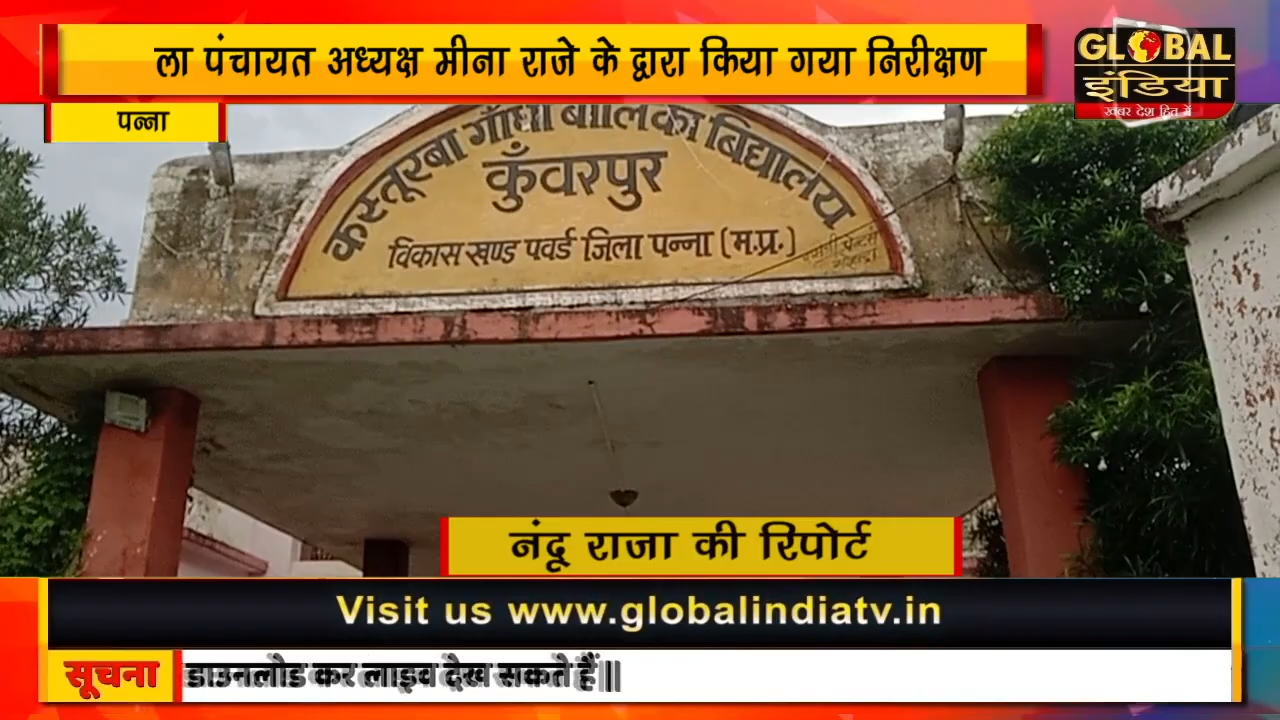 ला पंचायत अध्यक्ष मीना राजे के द्वारा किया गया निरीक्षण
GLOBAL
इंडिया
खबर देश हित में
पन्ना
कस्तूरबा गाँधी बालिका विद्यालय
कुँवरपुर
विकास खण्ड पवई जिला पन्ना (म.प्र.)
नंदू राजा की रिपोर्ट
Visit us www.globalindiatv.in
सूचना
डाउनलोड कर लाइव देख सकते हैं॥